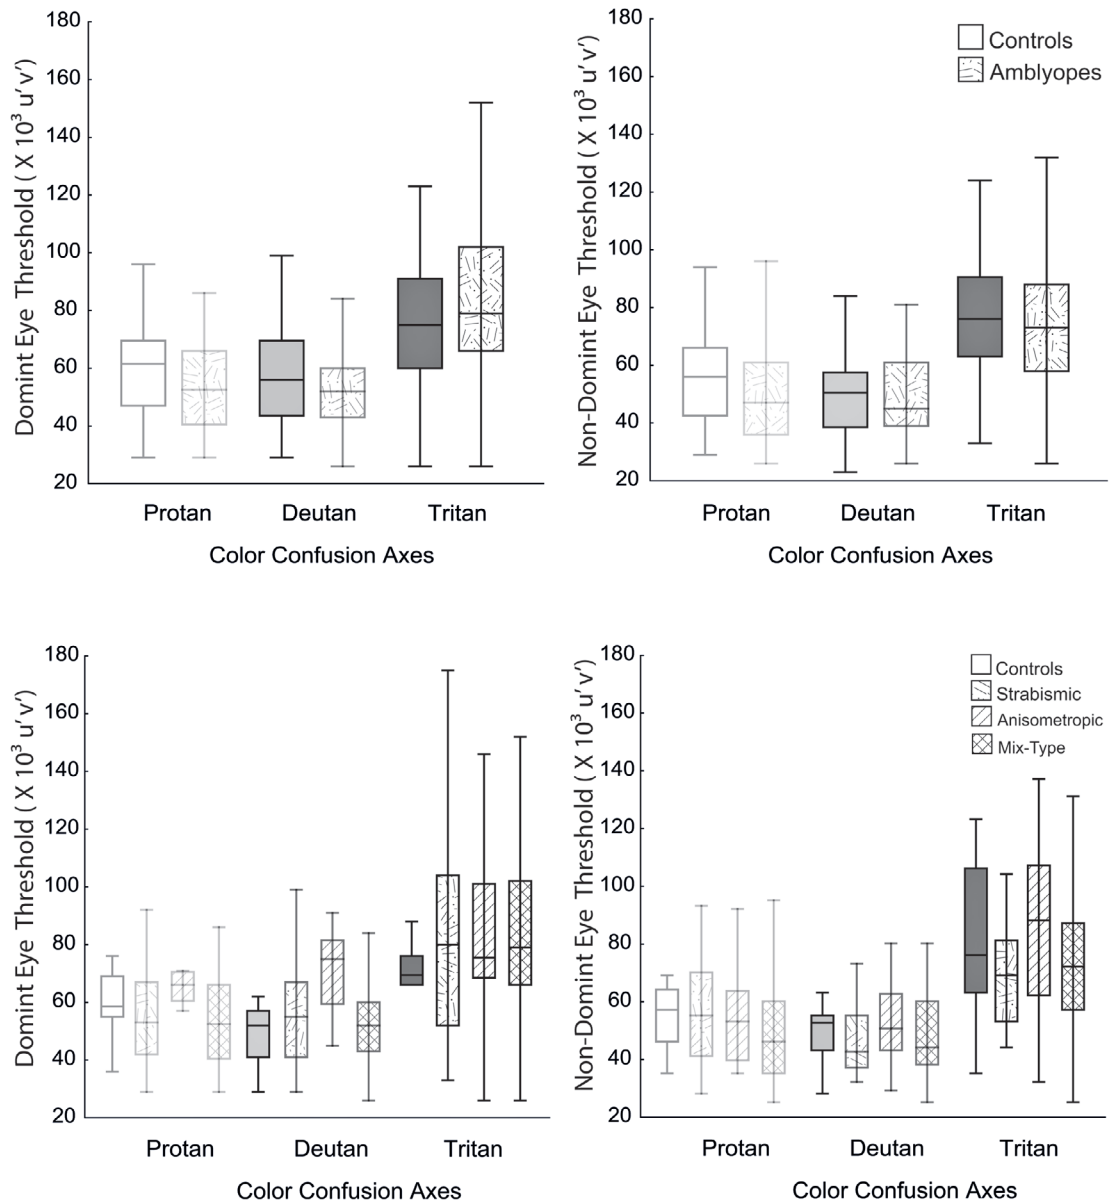 Domint Eye Threshold ( X 10³ u′ v′)
180
160
140
120
100
80
60
40
20
Protan Deutan Tritan
Color Confusion Axes
Non-Domint Eye Threshold ( X 10³ u′ v′)
180
160
140
120
100
80
60
40
20
Controls
Amblyopes
Protan Deutan Tritan
Color Confusion Axes
Domint Eye Threshold ( X 10³ u′ v′)
180
160
140
120
100
80
60
40
20
Protan Deutan Tritan
Color Confusion Axes
Non-Domint Eye Threshold ( X 10³ u′ v′)
180
160
140
120
100
80
60
40
20
Controls
Strabismic
Anisometropic
Mix-Type
Protan Deutan Tritan
Color Confusion Axes